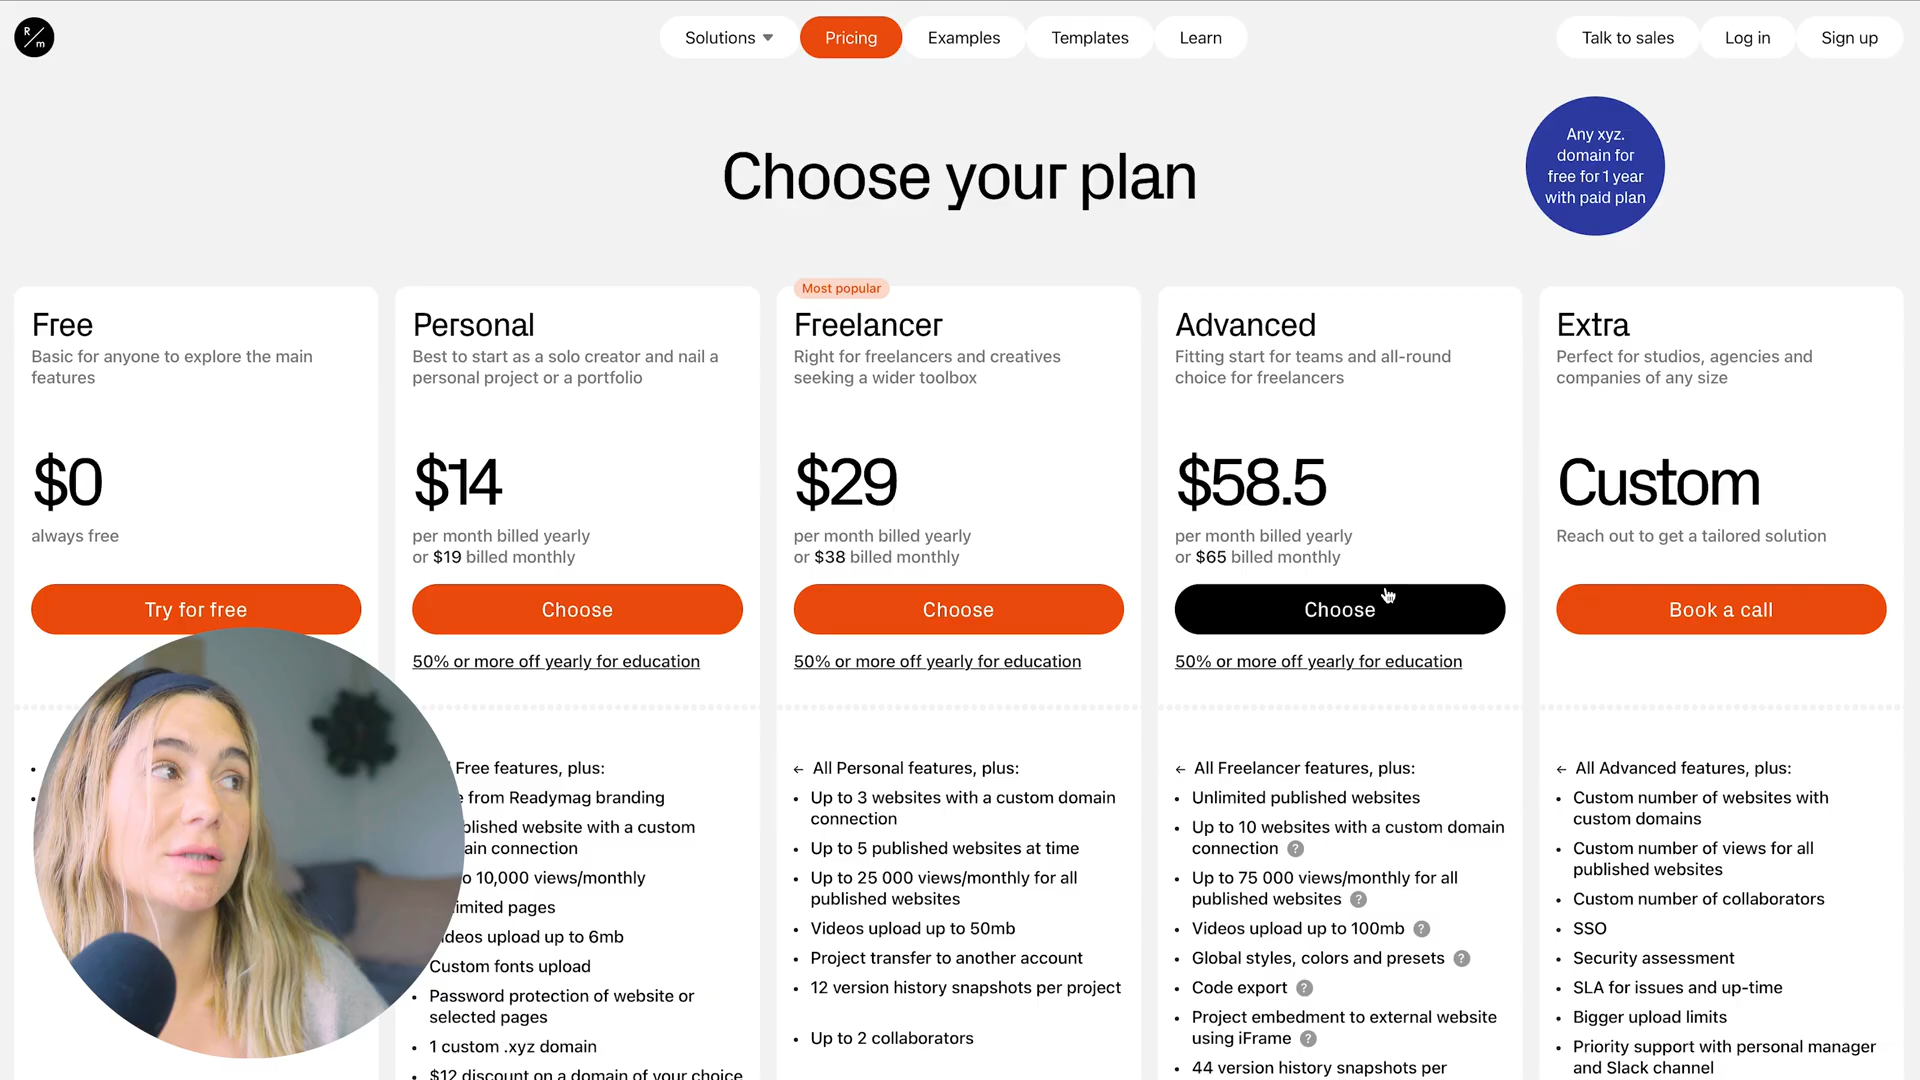 R/m
Solutions
Pricing
Examples
Templates
Learn
Talk to sales
Log in
Sign up
Choose your plan
Any xyz.
domain for
free for 1 year
with paid plan
Free
Basic for anyone to explore the main
features
$0
always free
Try for free
Personal
Best to start as a solo creator and nail a
personal project or a portfolio
$14
per month billed yearly
or $19 billed monthly
Choose
50% or more off yearly for education
Free features, plus:
from Readymag branding
website with a custom
connection
10,000 views/monthly
pages
upload up to 6mb
Custom fonts upload
Password protection of website or
selected pages
1 custom .xyz domain
$12 discount on a domain of your choice
Most popular
Freelancer
Right for freelancers and creatives
seeking a wider toolbox
$29
per month billed yearly
or $38 billed monthly
Choose
50% or more off yearly for education
← All Personal features, plus:
Up to 3 websites with a custom domain
connection
Up to 5 published websites at time
Up to 25 000 views/monthly for all
published websites
Videos upload up to 50mb
Project transfer to another account
12 version history snapshots per project
Up to 2 collaborators
Advanced
Fitting start for teams and all-round
choice for freelancers
$58.5
per month billed yearly
or $65 billed monthly
Choose
50% or more off yearly for education
← All Freelancer features, plus:
Unlimited published websites
Up to 10 websites with a custom domain
connection ?
Up to 75 000 views/monthly for all
published websites ?
Videos upload up to 100mb ?
Global styles, colors and presets ?
Code export ?
Project embedment to external website
using iFrame ?
44 version history snapshots per
Extra
Perfect for studios, agencies and
companies of any size
Custom
Reach out to get a tailored solution
Book a call
← All Advanced features, plus:
Custom number of websites with
custom domains
Custom number of views for all
published websites
Custom number of collaborators
SSO
Security assessment
SLA for issues and up-time
Bigger upload limits
Priority support with personal manager
and Slack channel